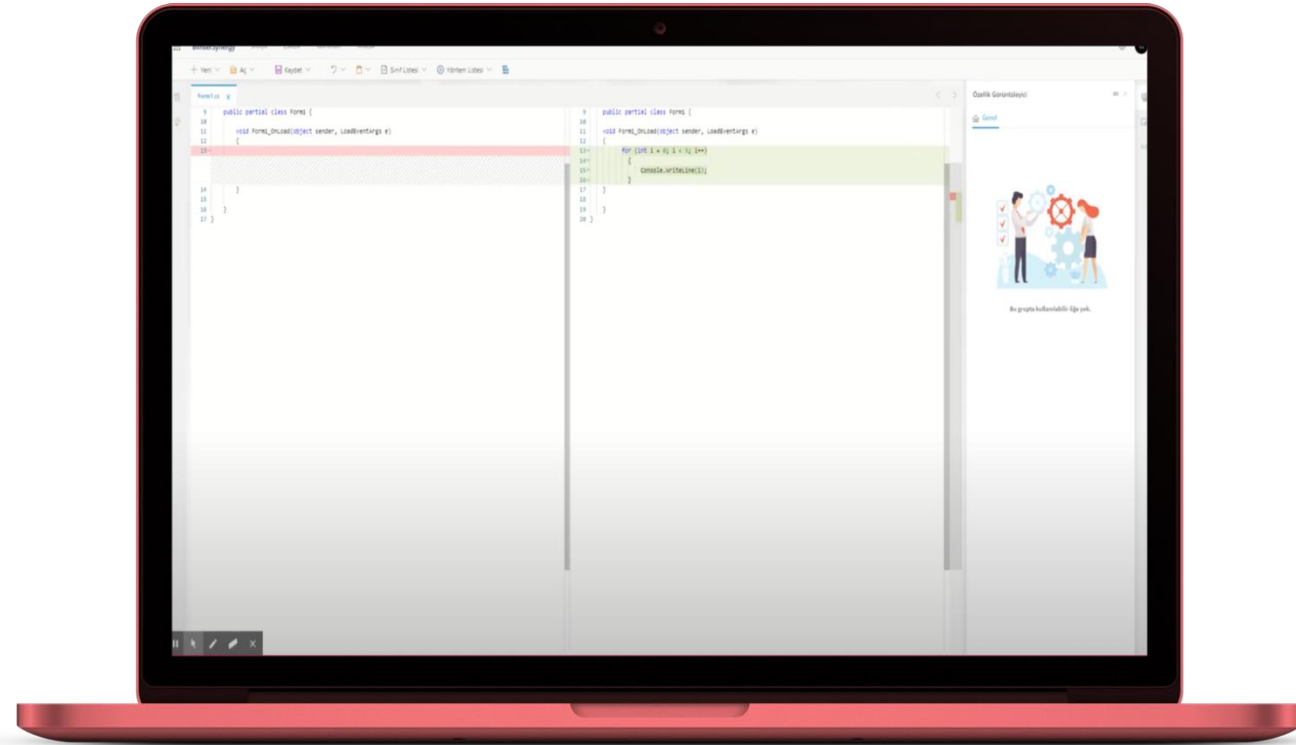 + Yeni Aç Kaydet Sınıf Listesi Yöntem Listesi
Form1.cs x
9 public partial class Form1 {
10
11 void Form1_OnLoad(object sender, LoadEventArgs e)
12 {
13-
14 }
15
16 }
17 }
9 public partial class Form1 {
10
11 void Form1_OnLoad(object sender, LoadEventArgs e)
12 {
13+ for (int i = 0; i < 5; i++)
14+ {
15+ Console.WriteLine(i);
16+ }
17 }
18
19 }
20 }
Özellik Görüntüleyici
Genel
Bu grupta kullanılabilir öğe yok.